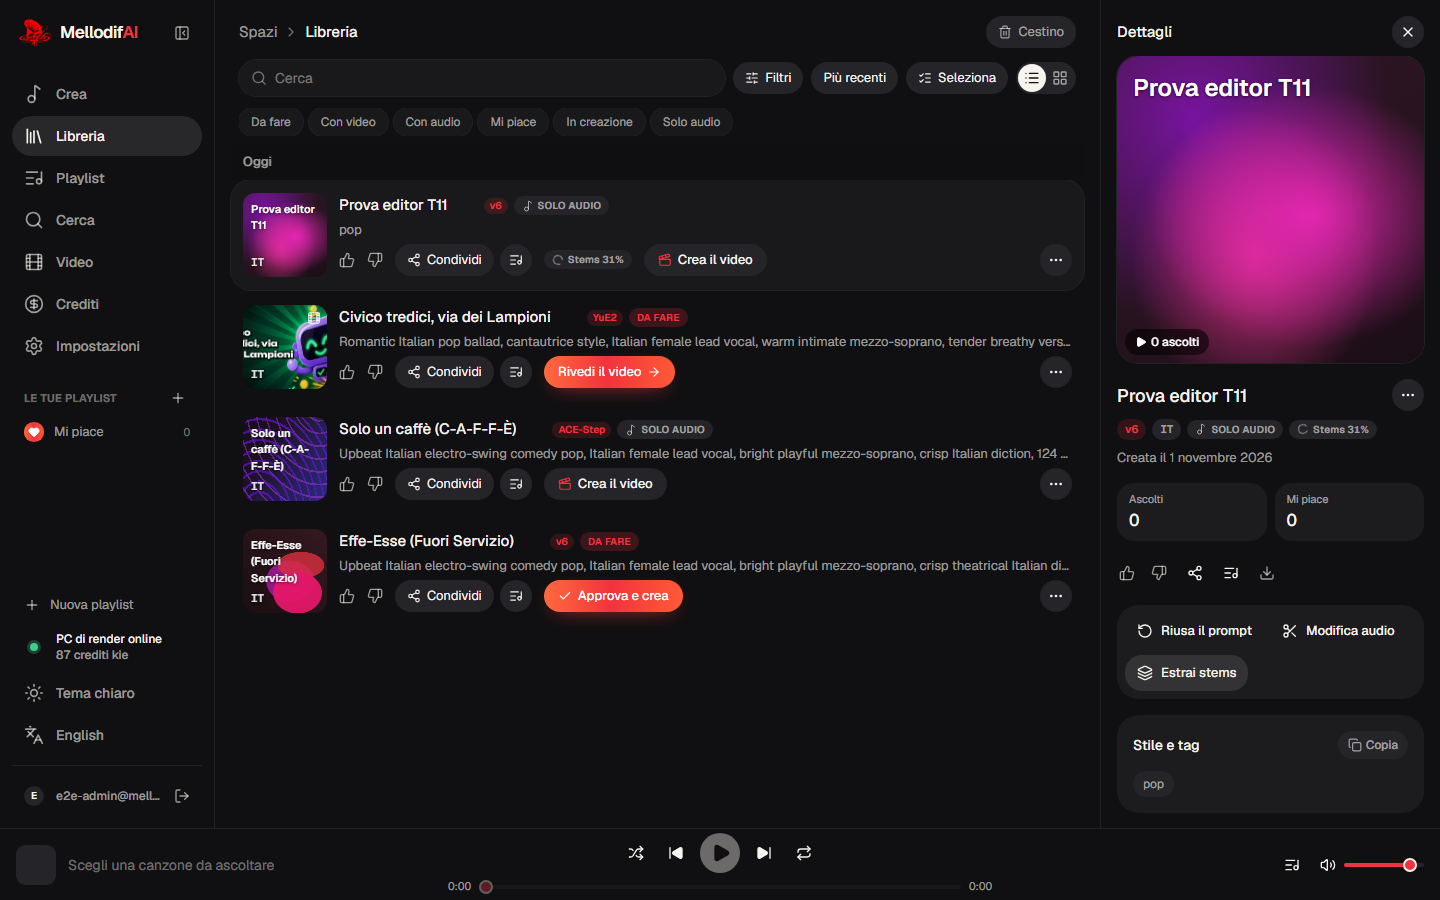 MellodifAI
Crea
Libreria
Playlist
Cerca
Video
Crediti
Impostazioni
LE TUE PLAYLIST
Mi piace 0
Nuova playlist
PC di render online
87 crediti kie
Tema chiaro
English
E e2e-admin@mell...
Spazi > Libreria
Cestino
Cerca
Filtri
Più recenti
Seleziona
Da fare
Con video
Con audio
Mi piace
In creazione
Solo audio
Oggi
Prova editor
T11
IT
Prova editor T11 v6 SOLO AUDIO
pop
Condividi Stems 31% Crea il video
o
lici, via
Lampioni
IT
Civico tredici, via dei Lampioni YuE2 DA FARE
Romantic Italian pop ballad, cantautrice style, Italian female lead vocal, warm intimate mezzo-soprano, tender breathy vers...
Condividi Rivedi il video
Solo un
caffè (C-A-
F-F-È)
IT
Solo un caffè (C-A-F-F-È) ACE-Step SOLO AUDIO
Upbeat Italian electro-swing comedy pop, Italian female lead vocal, bright playful mezzo-soprano, crisp Italian diction, 124 ...
Condividi Crea il video
Effe-Esse
(Fuori
Servizio)
IT
Effe-Esse (Fuori Servizio) v6 DA FARE
Upbeat Italian electro-swing comedy pop, Italian female lead vocal, bright playful mezzo-soprano, crisp theatrical Italian di...
Condividi Approva e crea
Dettagli
Prova editor T11
0 ascolti
Prova editor T11
v6 IT SOLO AUDIO Stems 31%
Creata il 1 novembre 2026
Ascolti
0
Mi piace
0
Riusa il prompt
Modifica audio
Estrai stems
Stile e tag
Copia
pop
Scegli una canzone da ascoltare
0:00
0:00